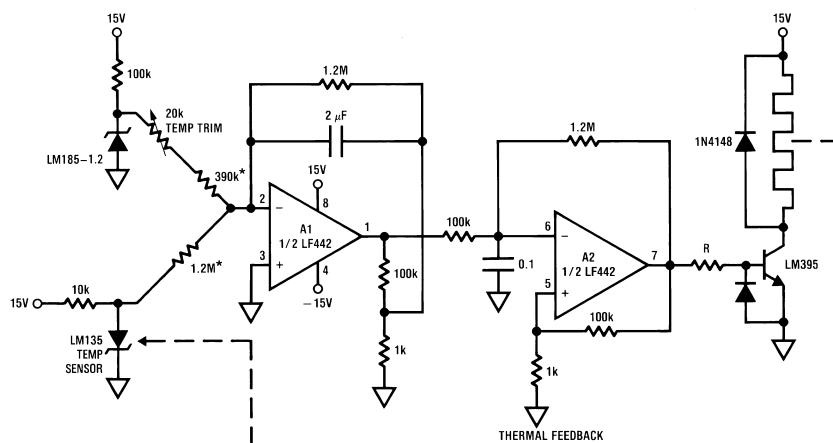 15V
100k
20k
TEMP TRIM
LM185–1.2
390k*
1.2M*
15V
10k
LM135
TEMP
SENSOR
1.2M
2 μF
2
3
15V
8
A1
1/2 LF442
4
–15V
1
100k
1k
100k
0.1
1.2M
6
5
A2
1/2 LF442
7
100k
1k
THERMAL FEEDBACK
R
LM395
1N4148
15V